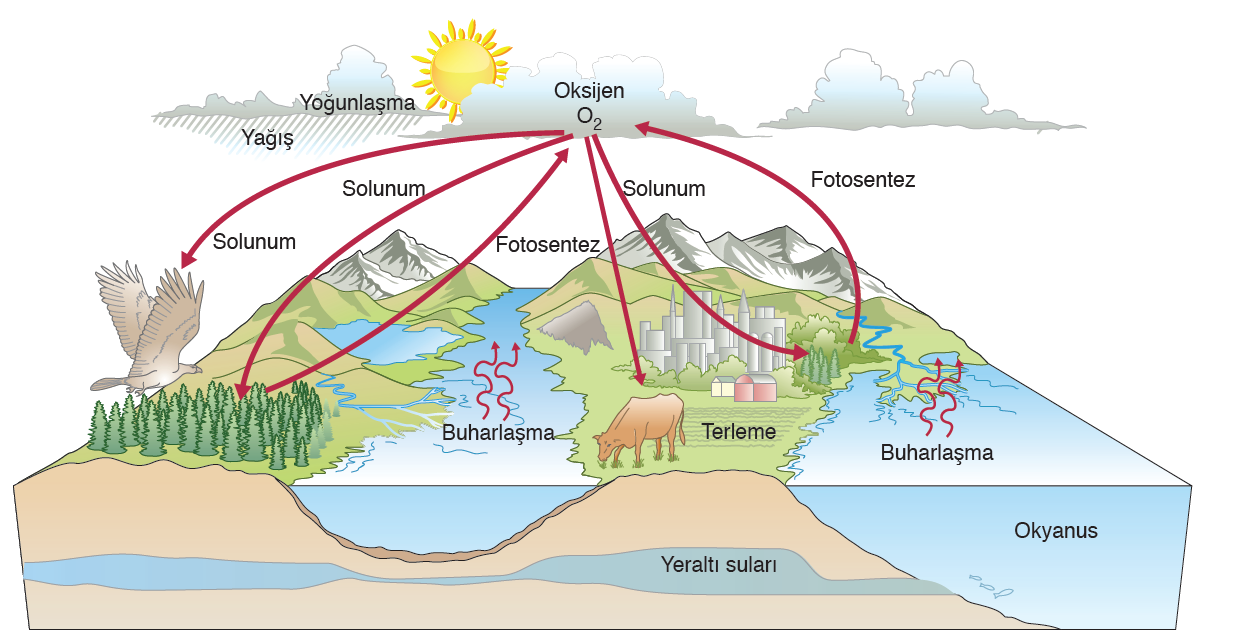 Oksijen
O₂
Yoğunlaşma
Yağış
Solunum
Solunum
Fotosentez
Solunum
Fotosentez
Buharlaşma
Terleme
Buharlaşma
Okyanus
Yeraltı suları